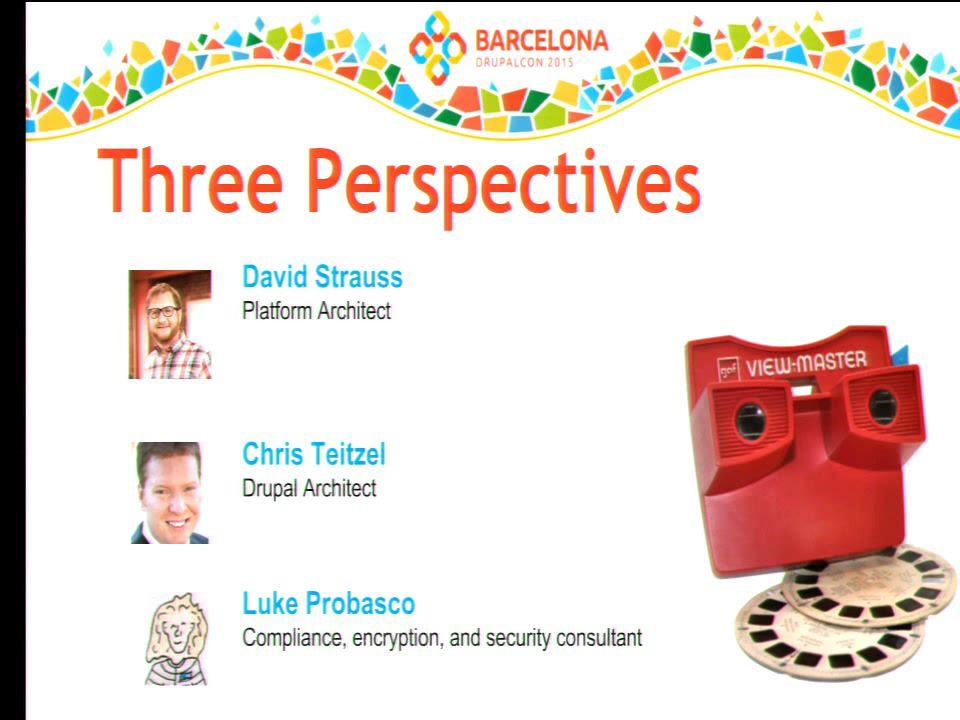 BARCELONA
DRUPALCON 2015
Three Perspectives
David Strauss
Platform Architect
gaf VIEW-MASTER
Chris Teitzel
Drupal Architect
Luke Probasco
Compliance, encryption, and security consultant